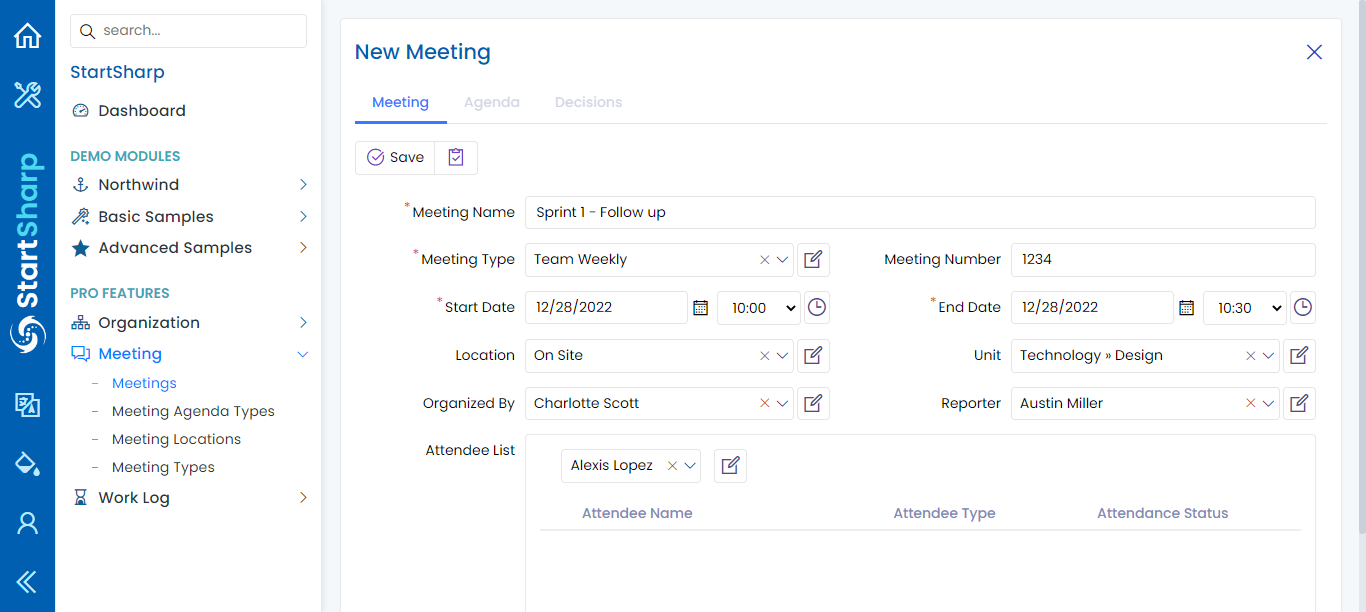 search...
StartSharp
Dashboard
DEMO MODULES
Northwind
Basic Samples
Advanced Samples
PRO FEATURES
Organization
Meeting
Meetings
Meeting Agenda Types
Meeting Locations
Meeting Types
Work Log
StartSharp
New Meeting
Meeting Agenda Decisions
Save
*Meeting Name Sprint 1 - Follow up
*Meeting Type Team Weekly Meeting Number 1234
*Start Date 12/28/2022 10:00 *End Date 12/28/2022 10:30
Location On Site Unit Technology » Design
Organized By Charlotte Scott Reporter Austin Miller
Attendee List Alexis Lopez
Attendee Name Attendee Type Attendance Status